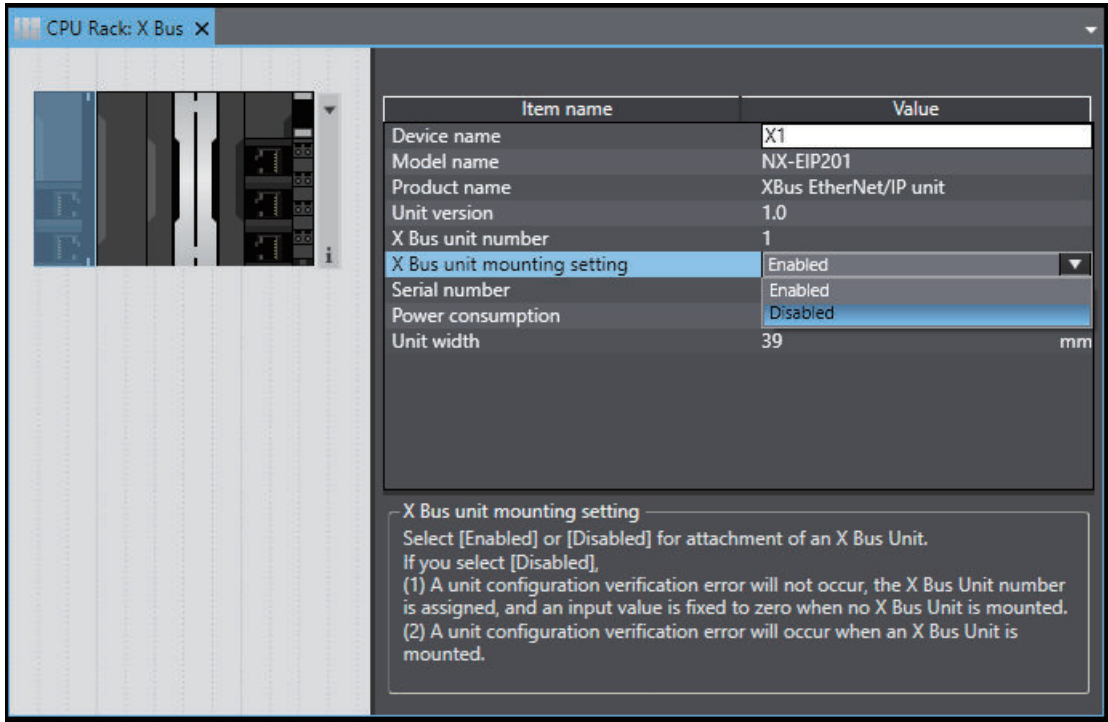 CPU Rack: X Bus
Item name Value
Device name X1
Model name NX-EIP201
Product name XBus EtherNet/IP unit
Unit version 1.0
X Bus unit number 1
X Bus unit mounting setting Enabled
Serial number Enabled
Power consumption Disabled
Unit width 39 mm
X Bus unit mounting setting
Select [Enabled] or [Disabled] for attachment of an X Bus Unit.
If you select [Disabled],
(1) A unit configuration verification error will not occur, the X Bus Unit number
is assigned, and an input value is fixed to zero when no X Bus Unit is mounted.
(2) A unit configuration verification error will occur when an X Bus Unit is
mounted.